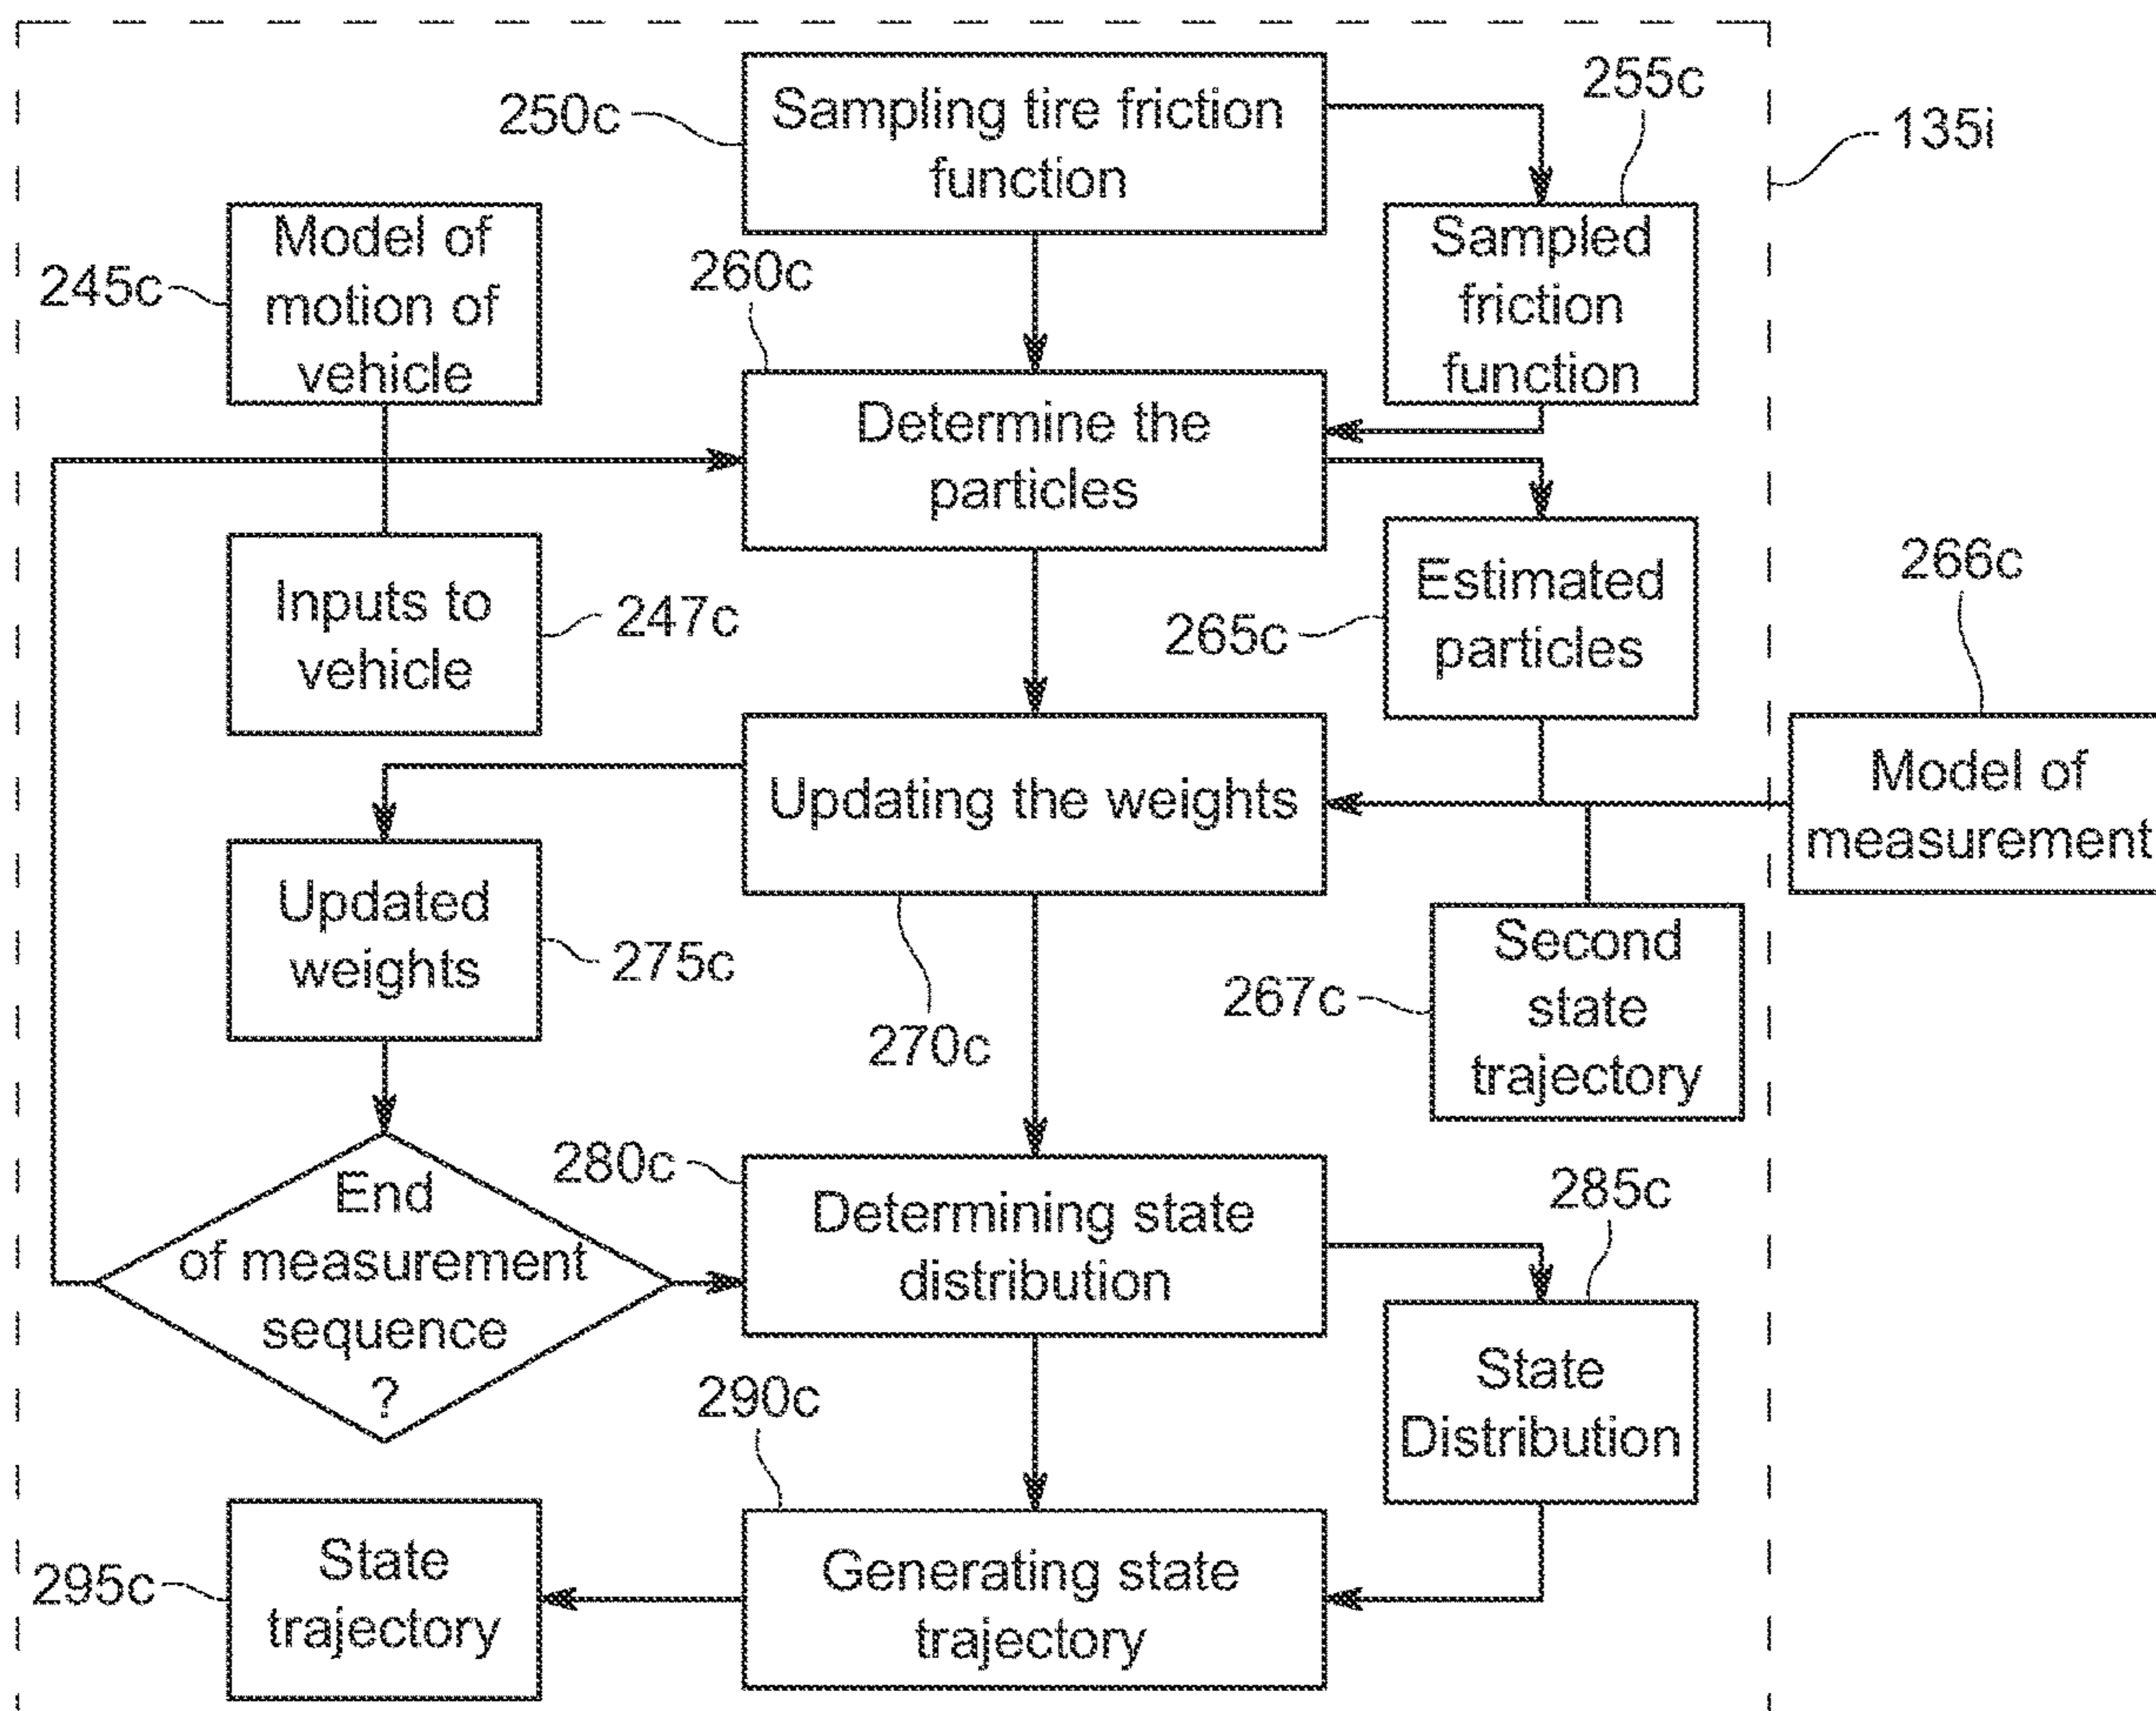 250c
Sampling tire friction
function
255c
135i
245c
Model of
motion of
vehicle
260c
Sampled
friction
function
Determine the
particles
Inputs to
vehicle
247c
265c
Estimated
particles
266c
Model of
measurement
Updating the weights
Updated
weights
275c
270c
267c
Second
state
trajectory
End
of measurement
sequence
?
280c
Determining state
distribution
285c
State
Distribution
290c
295c
State
trajectory
Generating state
trajectory